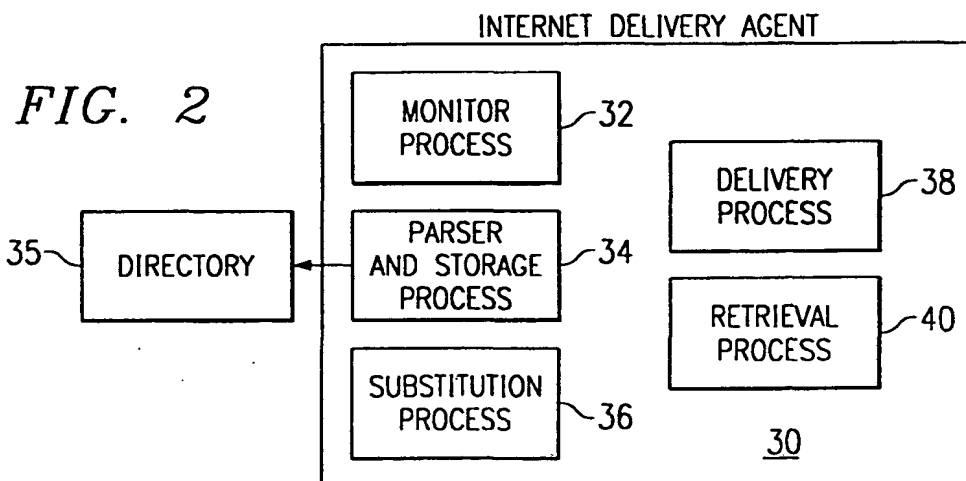 INTERNET DELIVERY AGENT
FIG. 2
MONITOR
PROCESS
32
DELIVERY
PROCESS
38
35
DIRECTORY
PARSER
AND STORAGE
PROCESS
34
RETRIEVAL
PROCESS
40
SUBSTITUTION
PROCESS
36
30